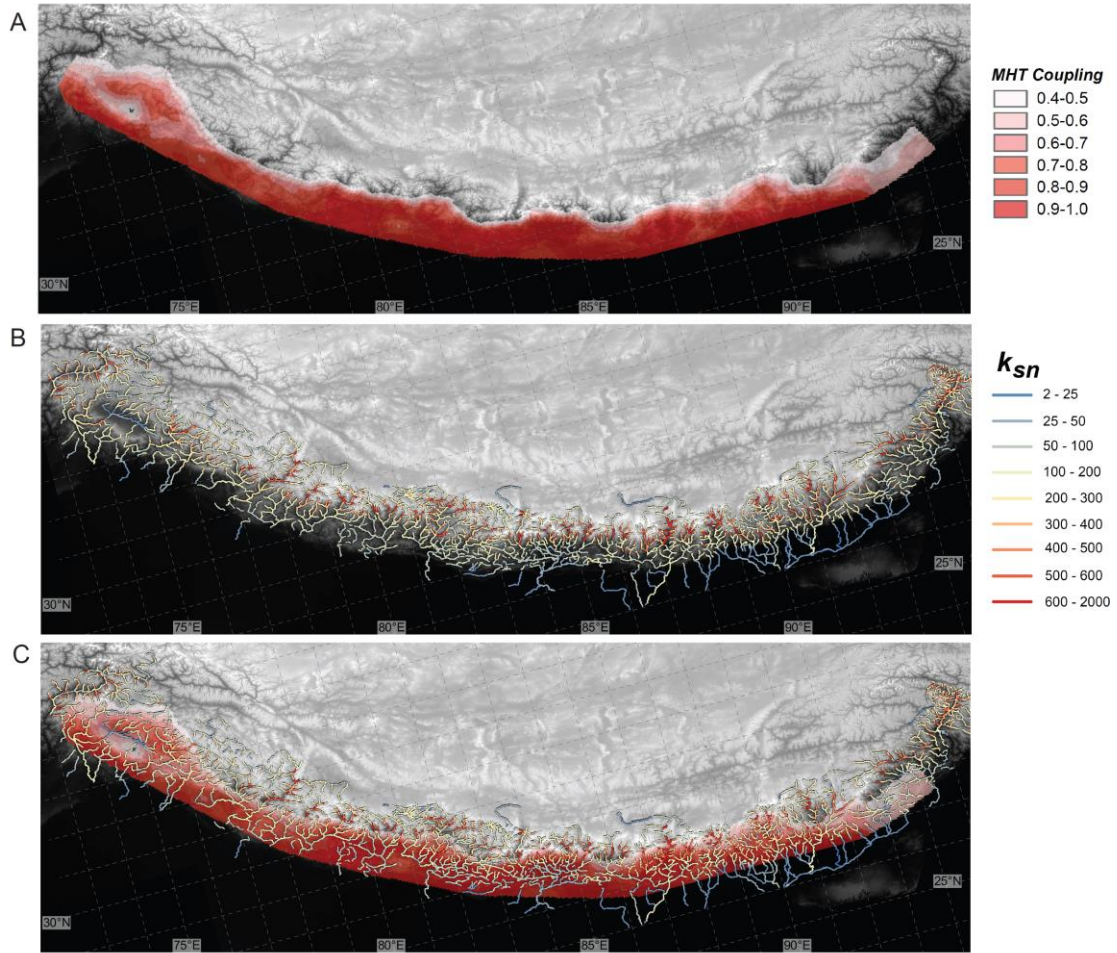 A
MHT Coupling
0.4-0.5
0.5-0.6
0.6-0.7
0.7-0.8
0.8-0.9
0.9-1.0
30°N
75°E
80°E
85°E
90°E
25°N
B
ksn
2 - 25
25 - 50
50 - 100
100 - 200
200 - 300
300 - 400
400 - 500
500 - 600
600 - 2000
30°N
75°E
80°E
85°E
90°E
25°N
C
30°N
75°E
80°E
85°E
90°E
25°N